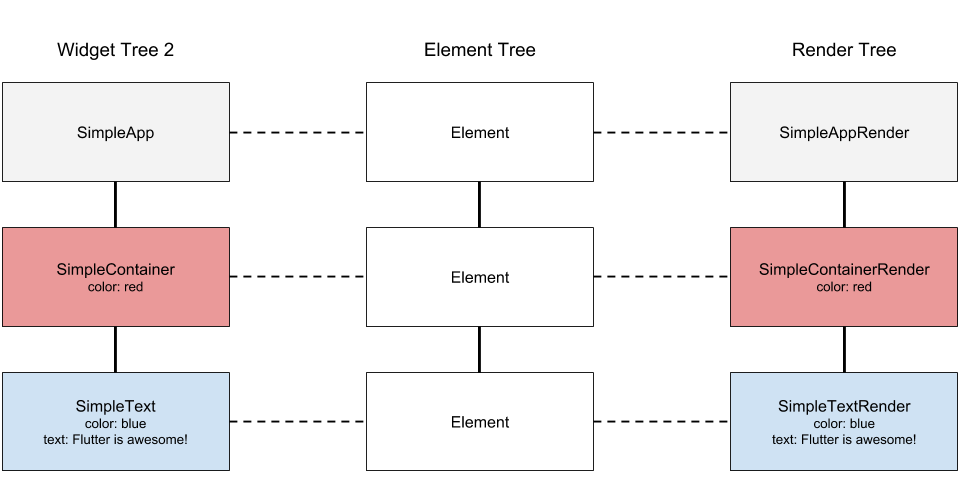 Widget Tree 2
Element Tree
Render Tree
SimpleApp
Element
SimpleAppRender
SimpleContainer
color: red
Element
SimpleContainerRender
color: red
SimpleText
color: blue
text: Flutter is awesome!
Element
SimpleTextRender
color: blue
text: Flutter is awesome!